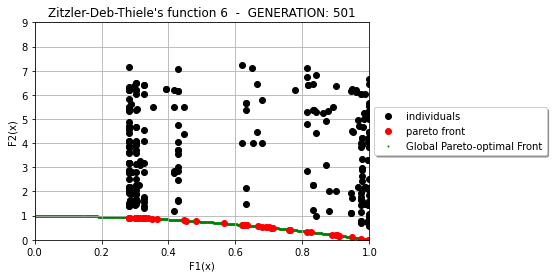 Zitzler-Deb-Thiele's function 6 - GENERATION: 501
9
8
7
6
5
4
3
2
1
0
F2(x)
0.0 0.2 0.4 0.6 0.8 1.0
F1(x)
individuals
pareto front
Global Pareto-optimal Front